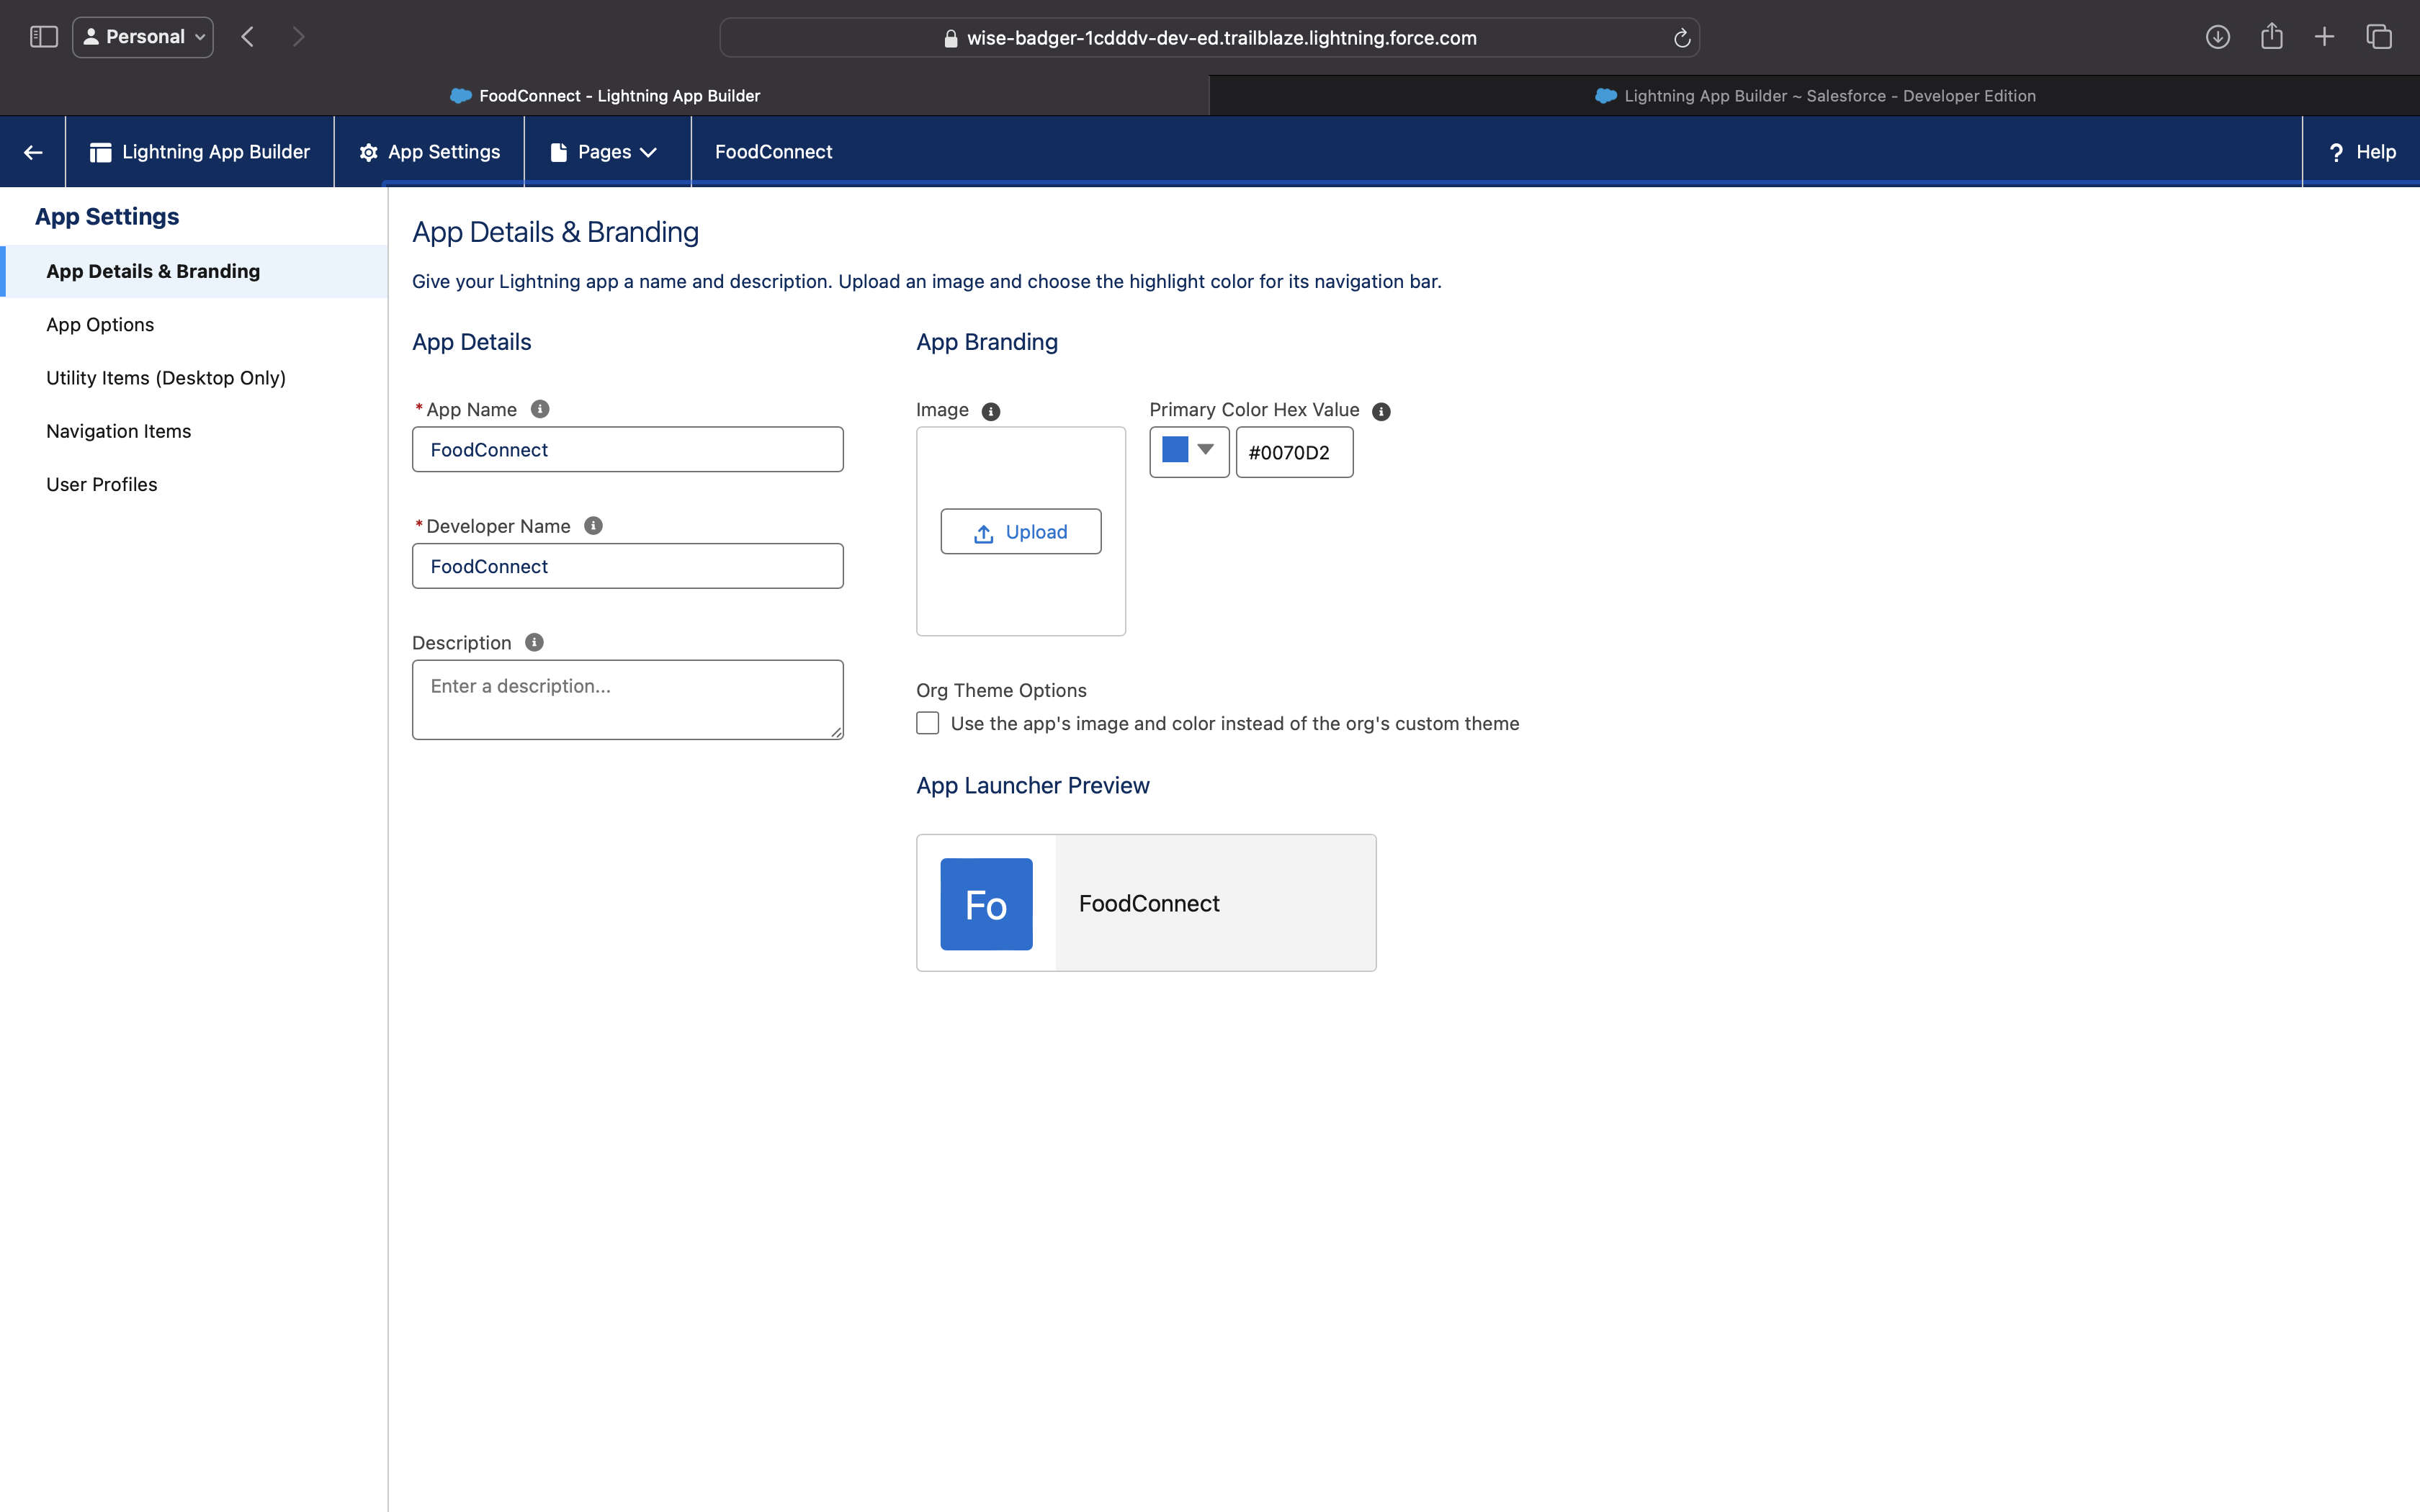 Personal
wise-badger-1cdddv-dev-ed.trailblaze.lightning.force.com
FoodConnect - Lightning App Builder
Lightning App Builder ~ Salesforce - Developer Edition
Lightning App Builder
App Settings
Pages
FoodConnect
? Help
App Settings
App Details & Branding
App Options
Utility Items (Desktop Only)
Navigation Items
User Profiles
App Details & Branding
Give your Lightning app a name and description. Upload an image and choose the highlight color for its navigation bar.
App Details
* App Name
FoodConnect
* Developer Name
FoodConnect
Description
Enter a description...
App Branding
Image
Upload
Primary Color Hex Value
#0070D2
Org Theme Options
Use the app's image and color instead of the org's custom theme
App Launcher Preview
Fo
FoodConnect